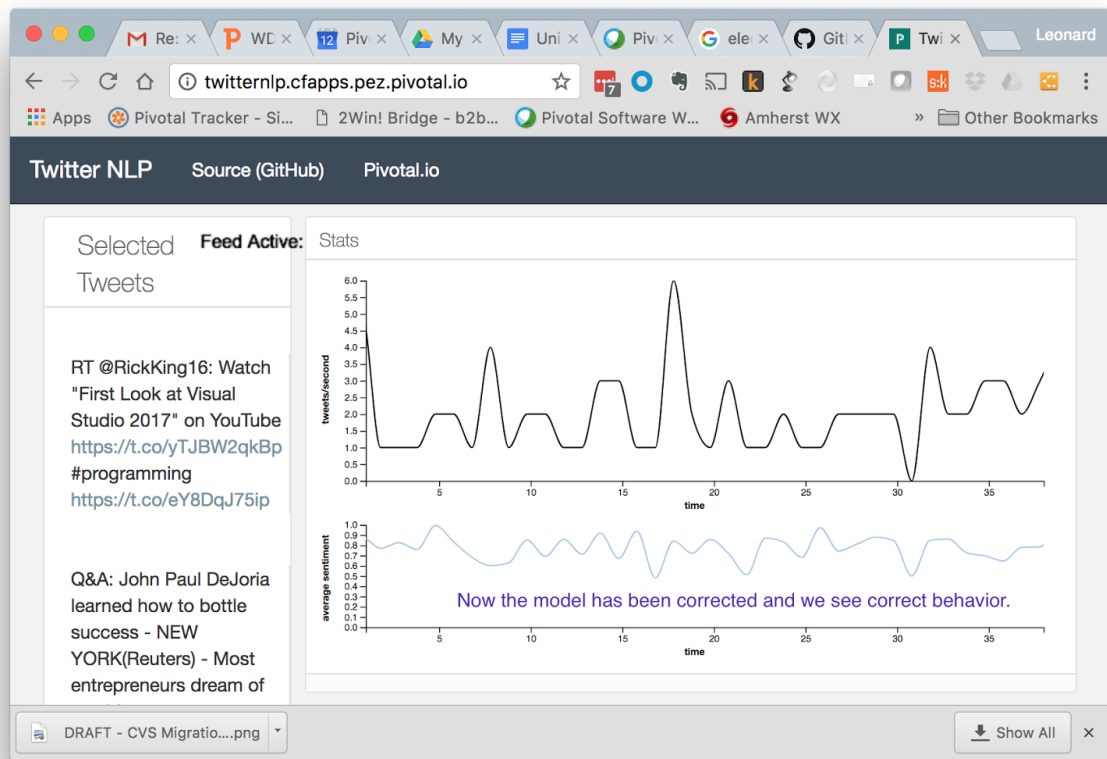 Re:
WD
12
Piv
My
Uni
Piv
ele
Git
P
Twi
Leonard
twitternlp.cfapps.pez.pivotal.io
7
k
s:k
Apps
Pivotal Tracker - Si...
2Win! Bridge - b2b...
Pivotal Software W...
Amherst WX
»
Other Bookmarks
Twitter NLP
Source (GitHub)
Pivotal.io
Selected
Tweets
Feed Active:
RT @RickKing16: Watch
"First Look at Visual
Studio 2017" on YouTube
https://t.co/yTJBW2qkBp
#programming
https://t.co/eY8DqJ75ip
Q&A: John Paul DeJoria
learned how to bottle
success - NEW
YORK(Reuters) - Most
entrepreneurs dream of
Stats
6.0
5.5
5.0
4.5
4.0
3.5
3.0
2.5
2.0
1.5
1.0
0.5
0.0
tweets/second
5 10 15 20 25 30 35
time
1.0
0.9
0.8
0.7
0.6
0.5
0.4
0.3
0.2
0.1
0.0
average sentiment
Now the model has been corrected and we see correct behavior.
5 10 15 20 25 30 35
time
DRAFT - CVS Migratio....png
Show All